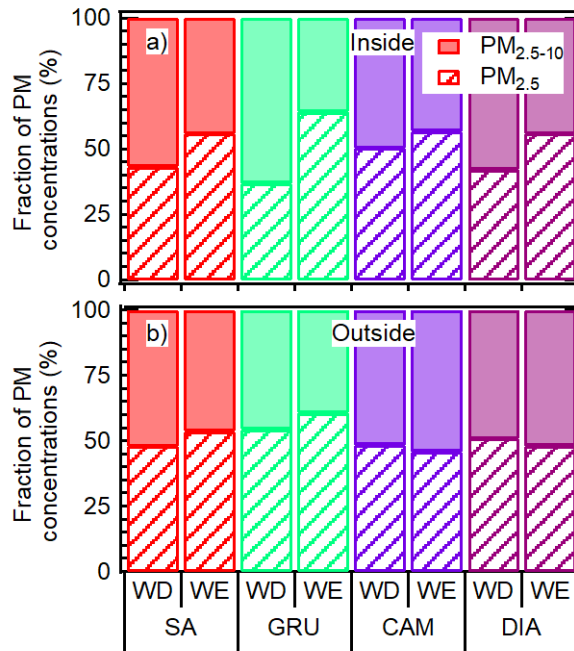 a)
Inside
PM2.5-10
PM2.5
Fraction of PM
concentrations (%)
100
75
50
25
0
b)
Outside
Fraction of PM
concentrations (%)
100
75
50
25
0
WD WE WD WE WD WE WD WE
SA GRU CAM DIA